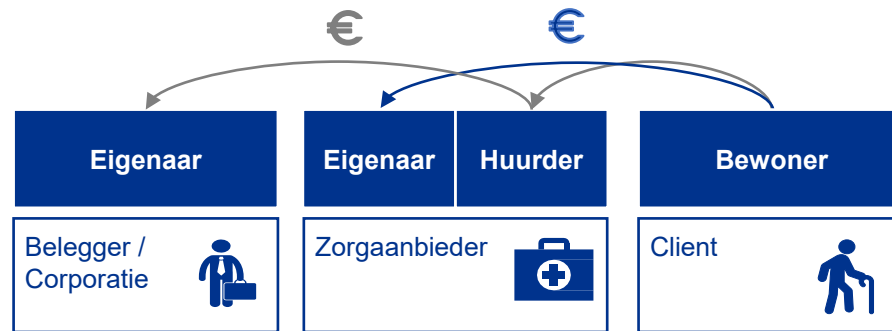 € €
Eigenaar Eigenaar Huurder Bewoner
Belegger /
Corporatie
Zorgaanbieder
Client